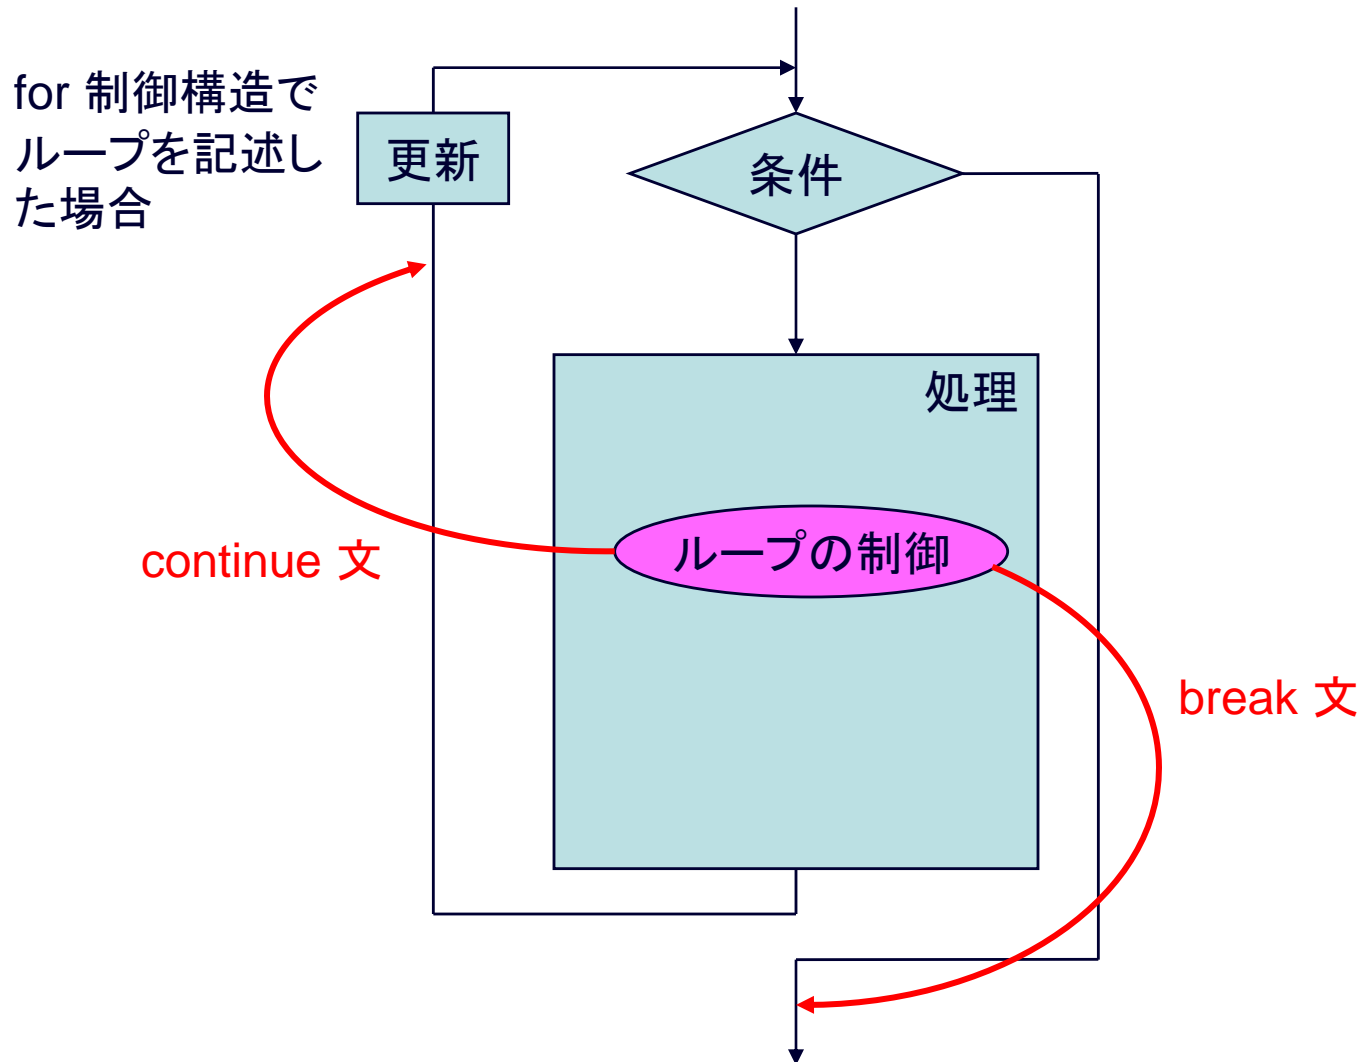 for 制御構造で
ループを記述し
た場合
更新
条件
処理
ループの制御
continue 文
break 文